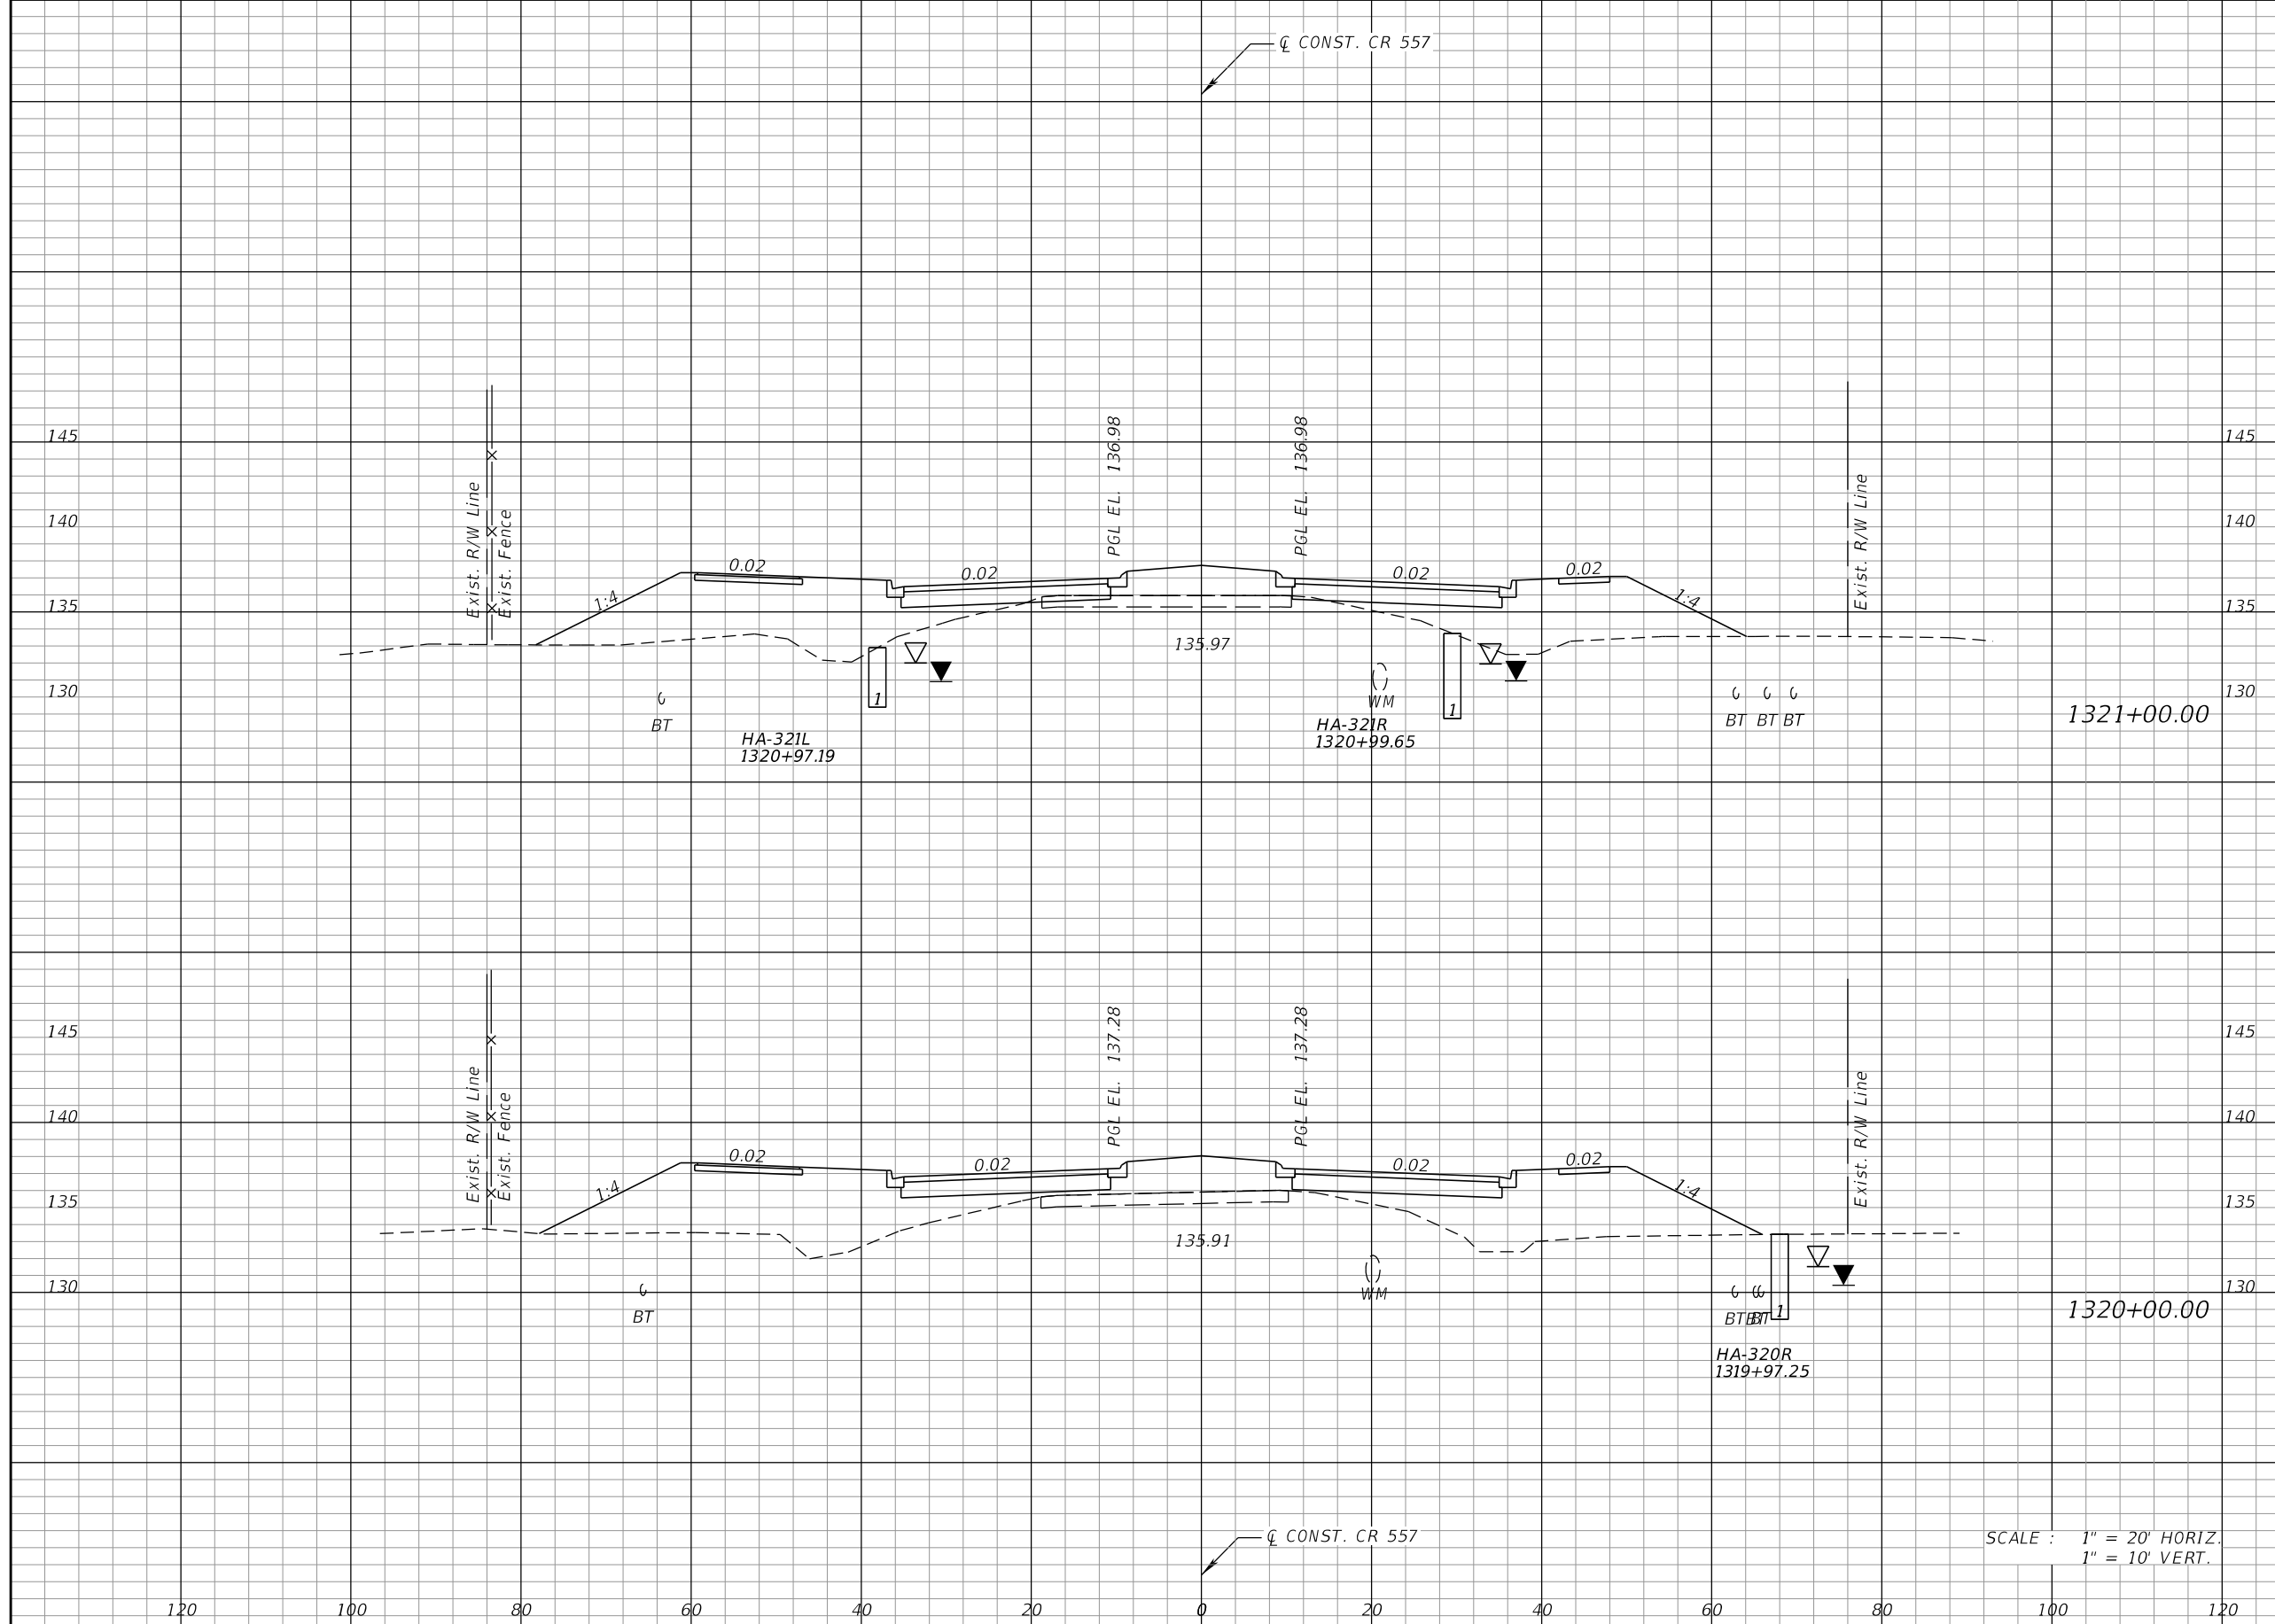 ℄ CONST. CR 557
145
145
Exist. R/W Line
Exist. Fence
PGL EL. 136.98
PGL EL. 136.98
Exist. R/W Line
140
140
0.02
0.02
0.02
0.02
135
1:4
1:4
135
135.97
130
1
WM
1
130
BT
HA-321L
1320+97.19
HA-321R
1320+99.65
BT
BT
BT
1321+00.00
145
145
Exist. R/W Line
Exist. Fence
PGL EL. 137.28
PGL EL. 137.28
Exist. R/W Line
140
140
0.02
0.02
0.02
0.02
135
1:4
1:4
135
135.91
130
130
BT
WM
BT
BT
BT
1
1320+00.00
HA-320R
1319+97.25
℄ CONST. CR 557
SCALE : 1" = 20' HORIZ.
1" = 10' VERT.
120
100
80
60
40
20
0
20
40
60
80
100
120